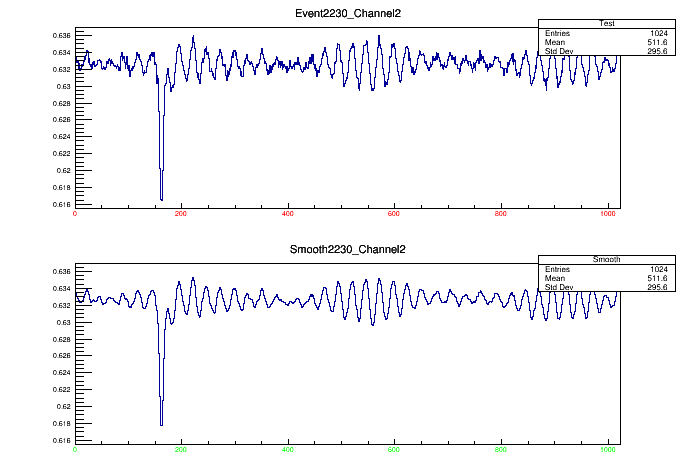 Event2230_Channel2
Test
Entries 1024
Mean 511.6
Std Dev 295.6
0.636
0.634
0.632
0.63
0.628
0.626
0.624
0.622
0.62
0.618
0.616
0 200 400 600 800 1000
Smooth2230_Channel2
Smooth
Entries 1024
Mean 511.6
Std Dev 295.6
0.636
0.634
0.632
0.63
0.628
0.626
0.624
0.622
0.62
0.618
0.616
0 200 400 600 800 1000